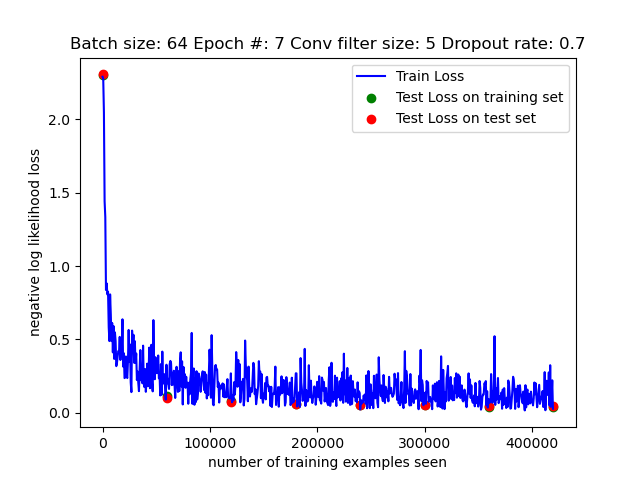 Batch size: 64 Epoch #: 7 Conv filter size: 5 Dropout rate: 0.7
Train Loss
Test Loss on training set
Test Loss on test set
negative log likelihood loss
2.0
1.5
1.0
0.5
0.0
0 100000 200000 300000 400000
number of training examples seen